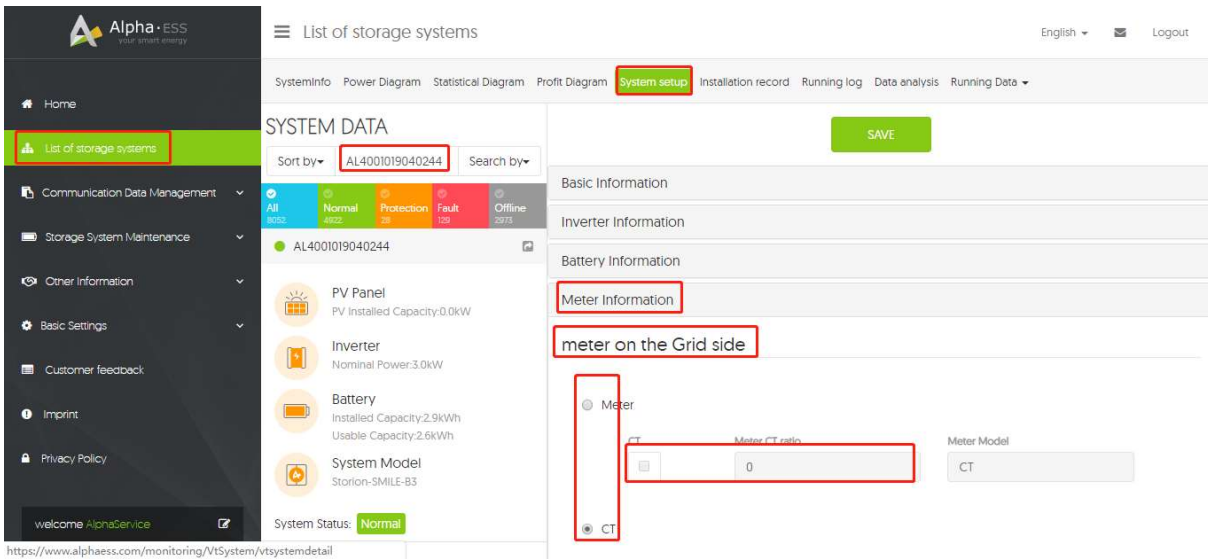 Alpha·ESS
your smart energy
List of storage systems
English
Logout
SystemInfo Power Diagram Statistical Diagram Profit Diagram System setup Installation record Running log Data analysis Running Data
Home
List of storage systems
Communication Data Management
Storage System Maintenance
Other Information
Basic Settings
Customer feedback
Imprint
Privacy Policy
welcome AlphaService
https://www.alphaess.com/monitoring/VtSystem/vtsystemdetail
SYSTEM DATA
Sort by AL4001019040244 Search by
All Normal Protection Fault Offline
8052 4922 28 129 2973
AL4001019040244
PV Panel
PV Installed Capacity:0.0kW
Inverter
Nominal Power:3.0kW
Battery
Installed Capacity:2.9kWh
Usable Capacity:2.6kWh
System Model
Storion-SMILE-B3
System Status: Normal
SAVE
Basic Information
Inverter Information
Battery Information
Meter Information
meter on the Grid side
Meter
CT Meter CT ratio Meter Model
0 CT
CT